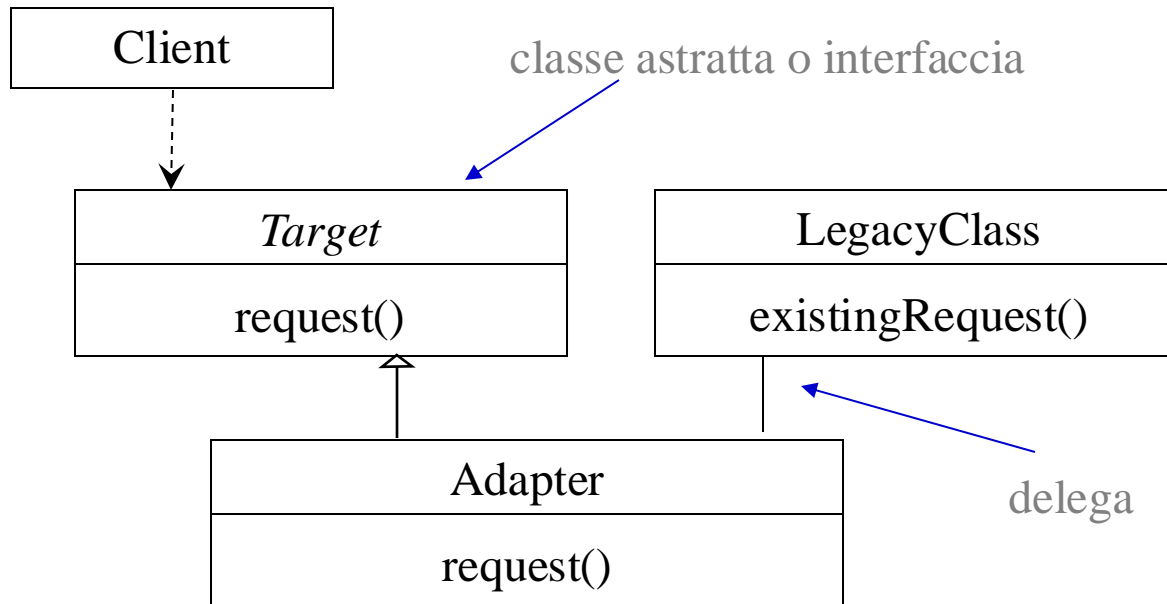 Client
classe astratta o interfaccia
Target
request()
LegacyClass
existingRequest()
Adapter
request()
delega